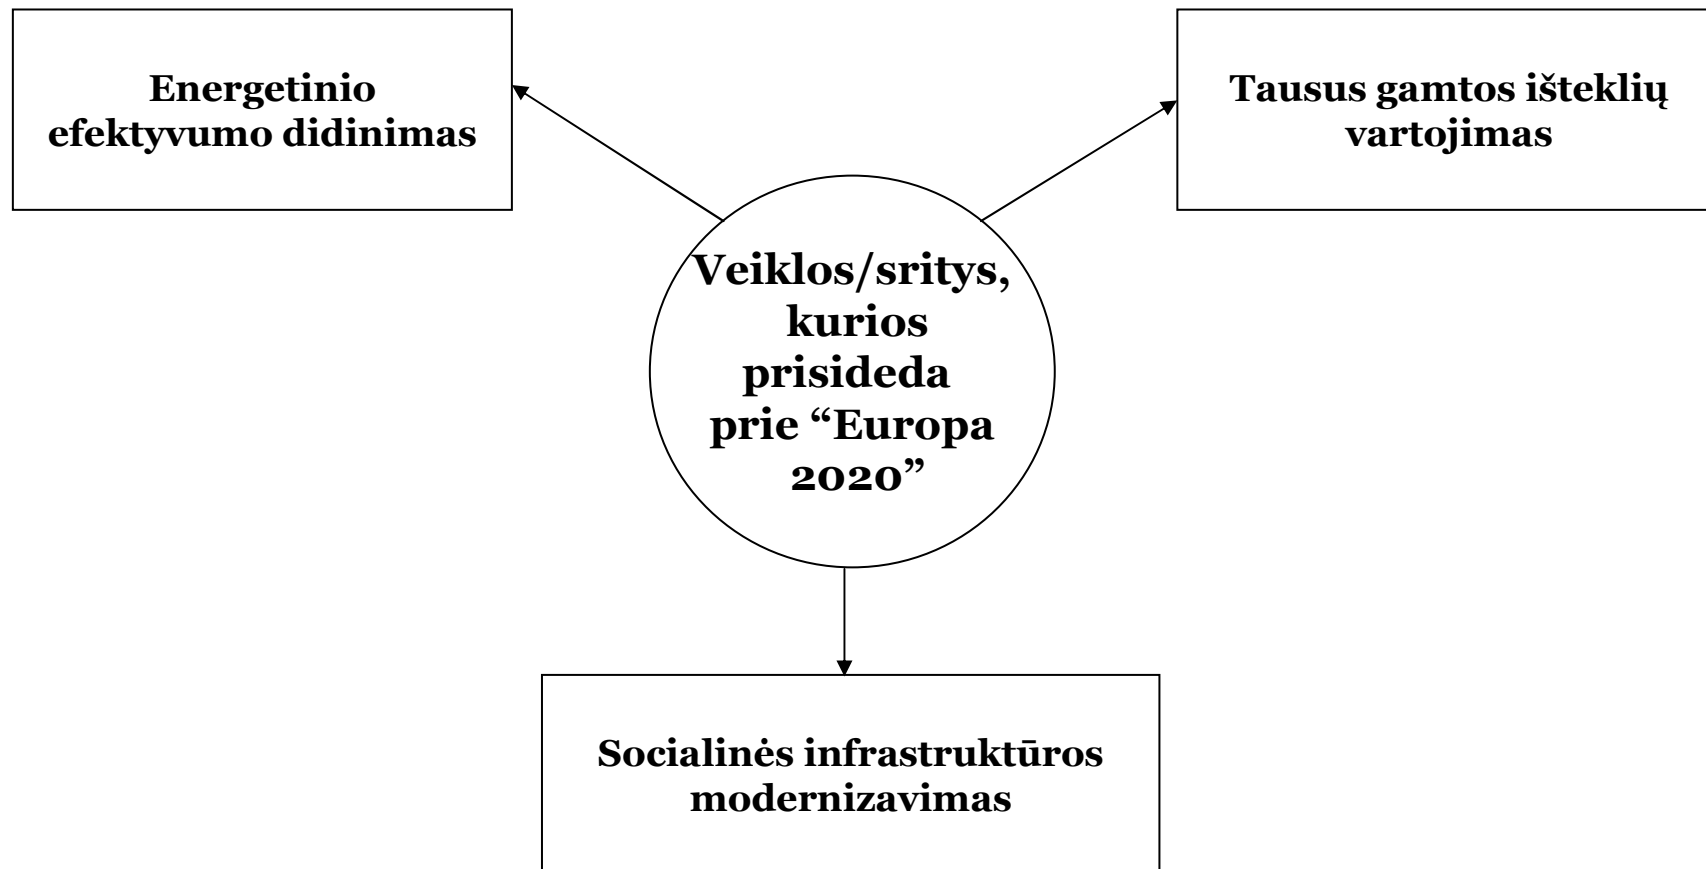 Energetinio
efektyvumo didinimas
Tausus gamtos išteklių
vartojimas
Veiklos/sritys,
kurios
prisideda
prie “Europa
2020”
Socialinės infrastruktūros
modernizavimas